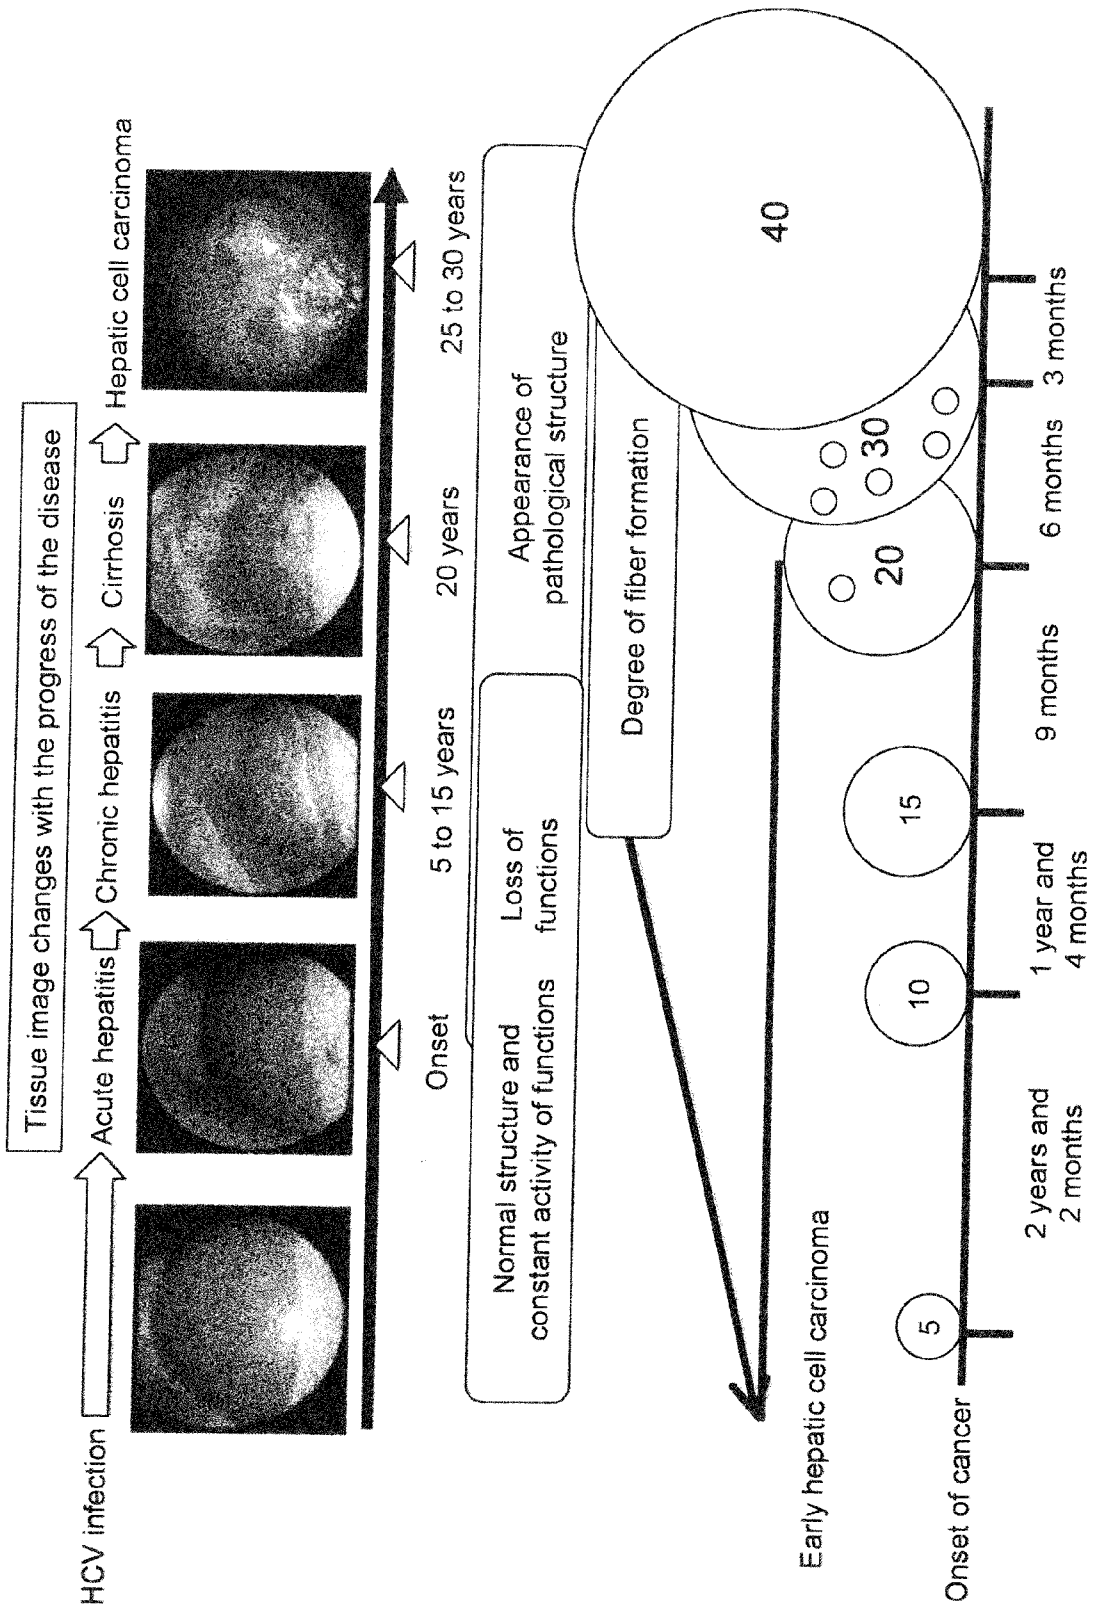 Tissue image changes with the progress of the disease
HCV infection
Acute hepatitis
Chronic hepatitis
Cirrhosis
Hepatic cell carcinoma
Onset
5 to 15 years
20 years
25 to 30 years
Normal structure and
constant activity of functions
Loss of
functions
Appearance of
pathological structure
Degree of fiber formation
Early hepatic cell carcinoma
5
10
15
20
30
40
Onset of cancer
2 years and
2 months
1 year and
4 months
9 months
6 months
3 months